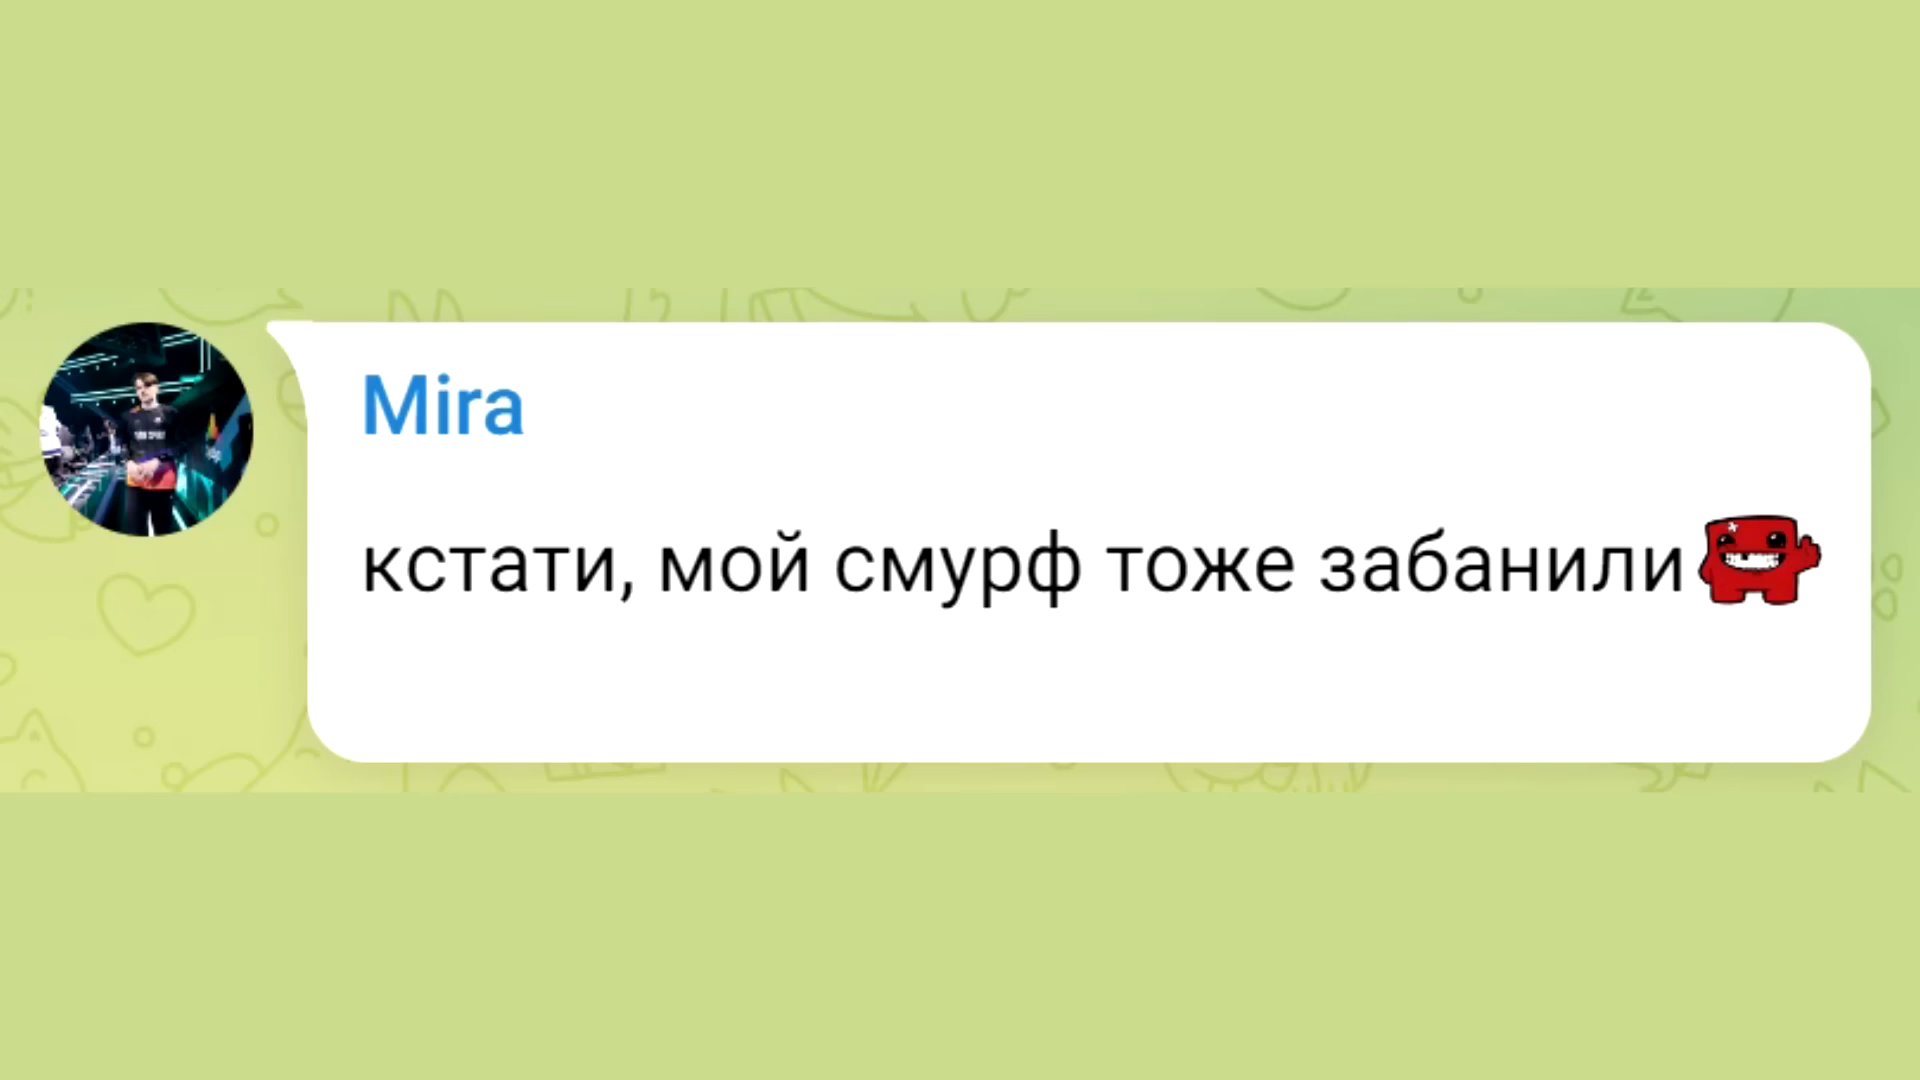 Mira
кстати, мой смурф тоже забанили